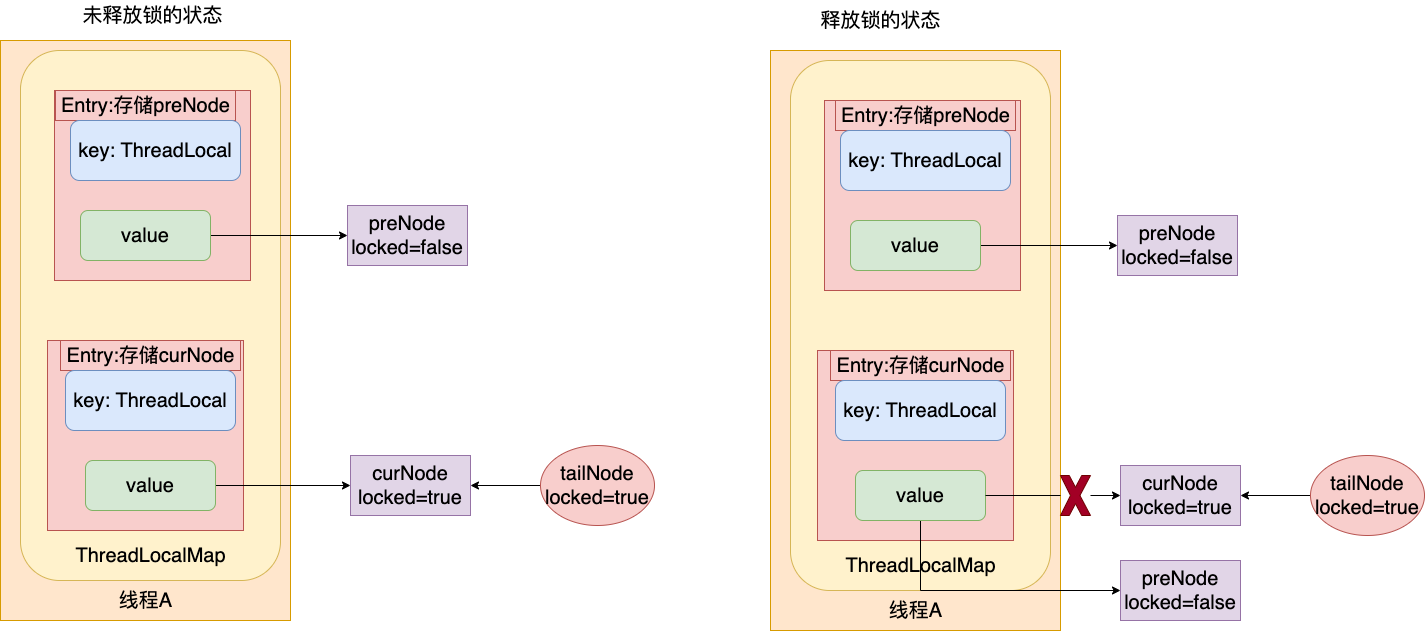 未释放锁的状态
Entry:存储preNode
key: ThreadLocal
value
preNode
locked=false
Entry:存储curNode
key: ThreadLocal
value
curNode
locked=true
tailNode
locked=true
ThreadLocalMap
线程A
释放锁的状态
Entry:存储preNode
key: ThreadLocal
value
preNode
locked=false
Entry:存储curNode
key: ThreadLocal
value
curNode
locked=true
tailNode
locked=true
ThreadLocalMap
preNode
locked=false
线程A